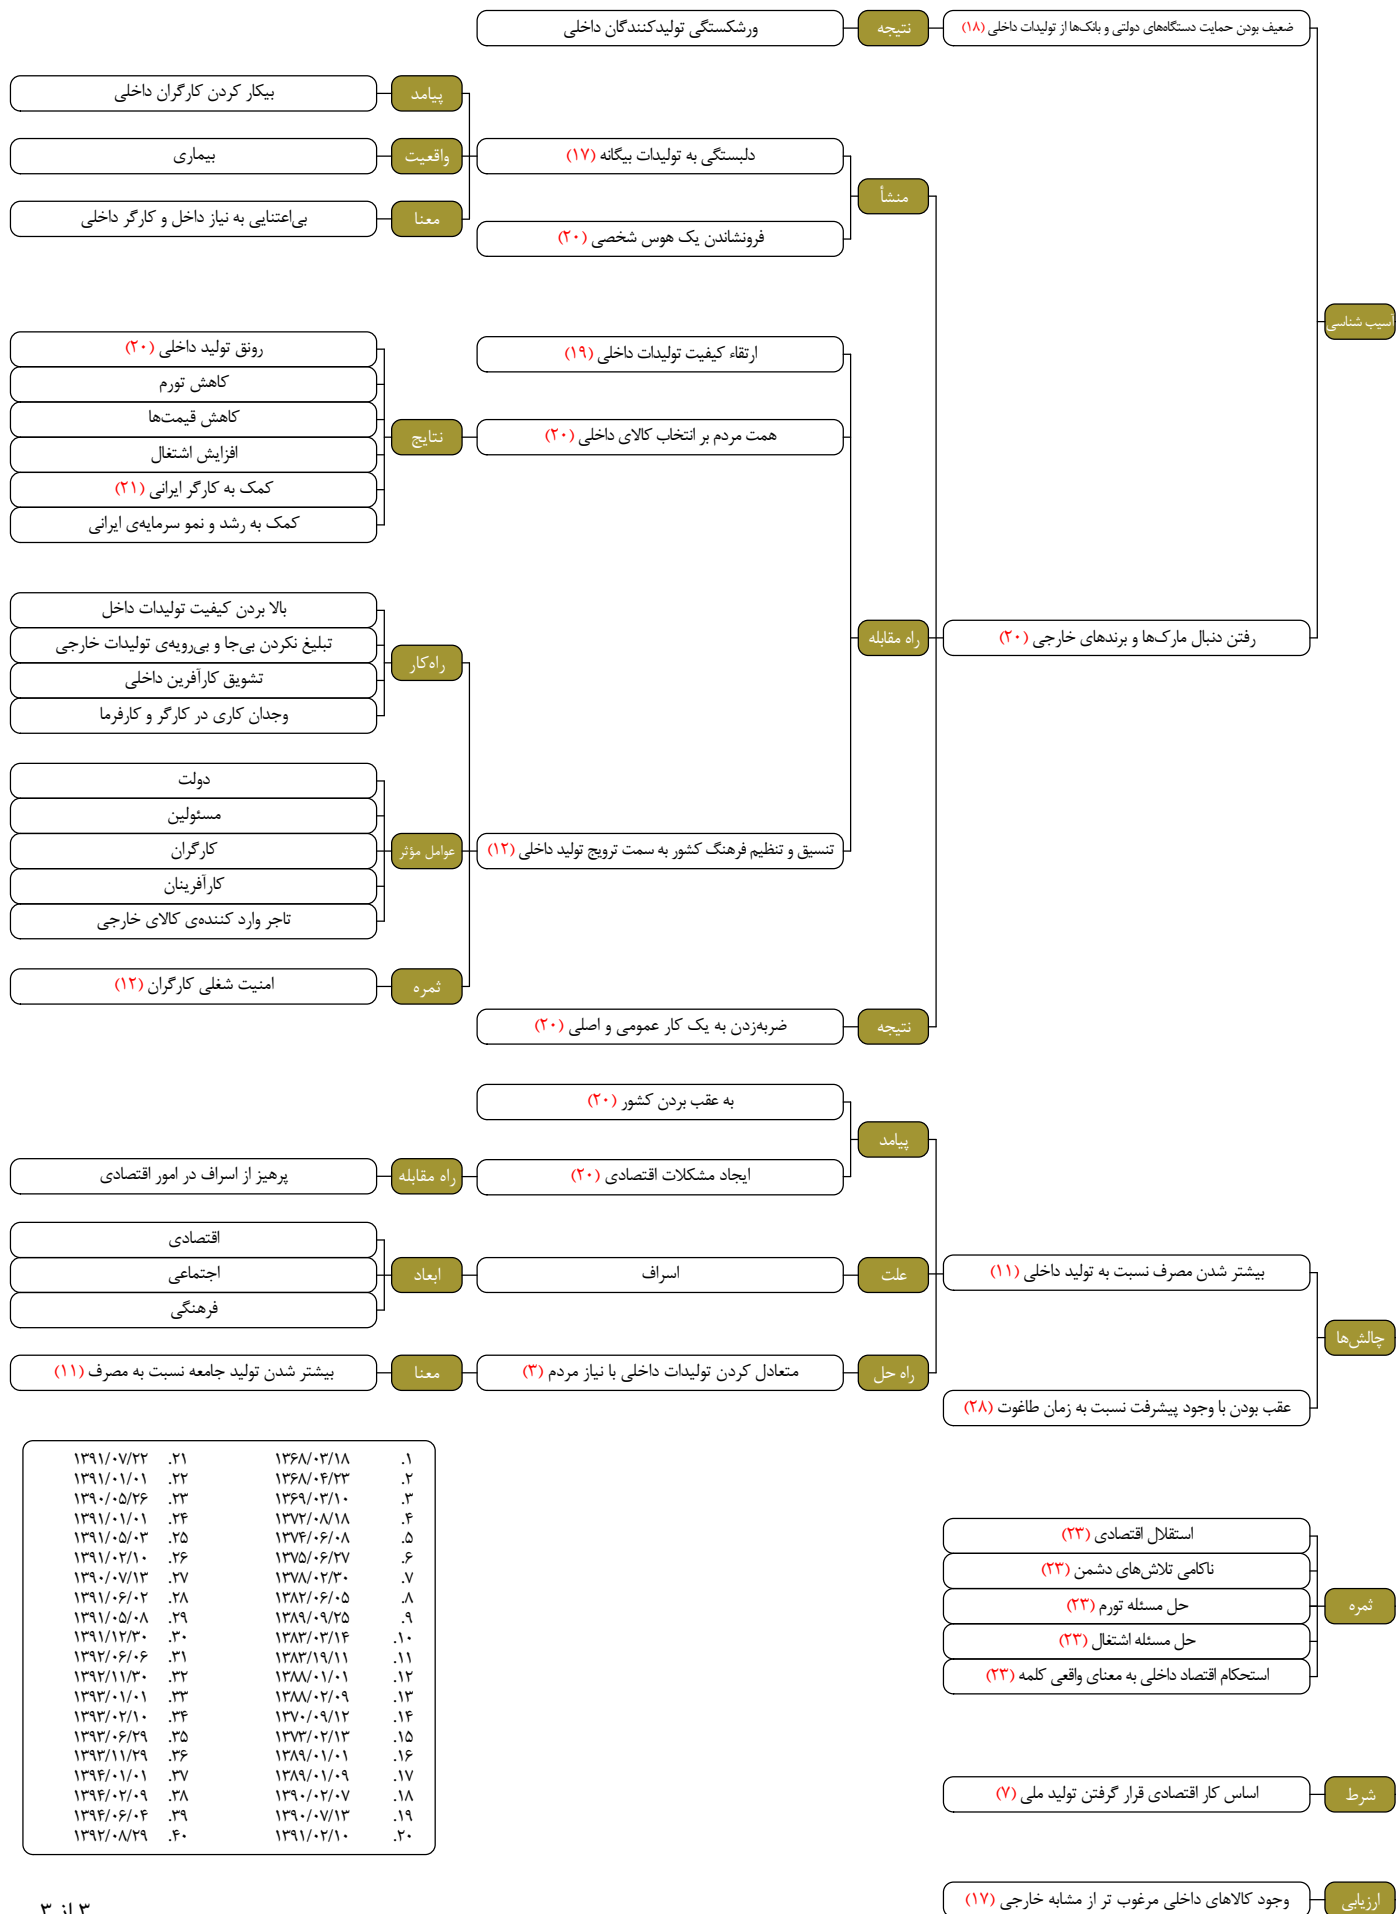 آسیب شناسی
ضعیف بودن حمایت دستگاه‌های دولتی و بانک‌ها از تولیدات داخلی (۱۸)
نتیجه
ورشکستگی تولیدکنندگان داخلی
رفتن دنبال مارک‌ها و برندهای خارجی (۲۰)
منشأ
دلبستگی به تولیدات بیگانه (۱۷)
پیامد
بیکار کردن کارگران داخلی
واقعیت
بیماری
معنا
بی‌اعتنایی به نیاز داخل و کارگر داخلی
فرونشاندن یک هوس شخصی (۲۰)
راه مقابله
ارتقاء کیفیت تولیدات داخلی (۱۹)
همت مردم بر انتخاب کالای داخلی (۲۰)
نتایج
رونق تولید داخلی (۲۰)
کاهش تورم
کاهش قیمت‌ها
افزایش اشتغال
کمک به کارگر ایرانی (۲۱)
کمک به رشد و نمو سرمایه‌ی ایرانی
تنسیق و تنظیم فرهنگ کشور به سمت ترویج تولید داخلی (۱۲)
راه‌کار
بالا بردن کیفیت تولیدات داخل
تبلیغ نکردن بی‌جا و بی‌رویه‌ی تولیدات خارجی
تشویق کارآفرین داخلی
وجدان کاری در کارگر و کارفرما
عوامل مؤثر
دولت
مسئولین
کارگران
کارآفرینان
تاجر وارد کننده‌ی کالای خارجی
ثمره
امنیت شغلی کارگران (۱۲)
نتیجه
ضربه‌زدن به یک کار عمومی و اصلی (۲۰)
چالش‌ها
بیشتر شدن مصرف نسبت به تولید داخلی (۱۱)
پیامد
به عقب بردن کشور (۲۰)
ایجاد مشکلات اقتصادی (۲۰)
راه مقابله
پرهیز از اسراف در امور اقتصادی
علت
اسراف
ابعاد
اقتصادی
اجتماعی
فرهنگی
راه حل
متعادل کردن تولیدات داخلی با نیاز مردم (۳)
معنا
بیشتر شدن تولید جامعه نسبت به مصرف (۱۱)
عقب بودن با وجود پیشرفت نسبت به زمان طاغوت (۲۸)
ثمره
استقلال اقتصادی (۲۳)
ناکامی تلاش‌های دشمن (۲۳)
حل مسئله تورم (۲۳)
حل مسئله اشتغال (۲۳)
استحکام اقتصاد داخلی به معنای واقعی کلمه (۲۳)
شرط
اساس کار اقتصادی قرار گرفتن تولید ملی (۷)
ارزیابی
وجود کالاهای داخلی مرغوب تر از مشابه خارجی (۱۷)
۱. ۱۳۶۸/۰۳/۱۸
۲. ۱۳۶۸/۰۴/۲۳
۳. ۱۳۶۹/۰۳/۱۰
۴. ۱۳۷۲/۰۸/۱۸
۵. ۱۳۷۴/۰۶/۰۸
۶. ۱۳۷۵/۰۶/۲۷
۷. ۱۳۷۸/۰۲/۳۰
۸. ۱۳۸۲/۰۶/۰۵
۹. ۱۳۸۹/۰۹/۲۵
۱۰. ۱۳۸۳/۰۳/۱۴
۱۱. ۱۳۸۳/۱۹/۱۱
۱۲. ۱۳۸۸/۰۱/۰۱
۱۳. ۱۳۸۸/۰۲/۰۹
۱۴. ۱۳۷۰/۰۹/۱۲
۱۵. ۱۳۷۳/۰۲/۱۳
۱۶. ۱۳۸۹/۰۱/۰۱
۱۷. ۱۳۸۹/۰۱/۰۹
۱۸. ۱۳۹۰/۰۲/۰۷
۱۹. ۱۳۹۰/۰۷/۱۳
۲۰. ۱۳۹۱/۰۲/۱۰
۲۱. ۱۳۹۱/۰۷/۲۲
۲۲. ۱۳۹۱/۰۱/۰۱
۲۳. ۱۳۹۰/۰۵/۲۶
۲۴. ۱۳۹۱/۰۱/۰۱
۲۵. ۱۳۹۱/۰۵/۰۳
۲۶. ۱۳۹۱/۰۲/۱۰
۲۷. ۱۳۹۰/۰۷/۱۳
۲۸. ۱۳۹۱/۰۶/۰۲
۲۹. ۱۳۹۱/۰۵/۰۸
۳۰. ۱۳۹۱/۱۲/۳۰
۳۱. ۱۳۹۲/۰۶/۰۶
۳۲. ۱۳۹۲/۱۱/۳۰
۳۳. ۱۳۹۳/۰۱/۰۱
۳۴. ۱۳۹۳/۰۲/۱۰
۳۵. ۱۳۹۳/۰۶/۲۹
۳۶. ۱۳۹۳/۱۱/۲۹
۳۷. ۱۳۹۴/۰۱/۰۱
۳۸. ۱۳۹۴/۰۲/۰۹
۳۹. ۱۳۹۴/۰۶/۰۴
۴۰. ۱۳۹۲/۰۸/۲۹
۳ از ۳